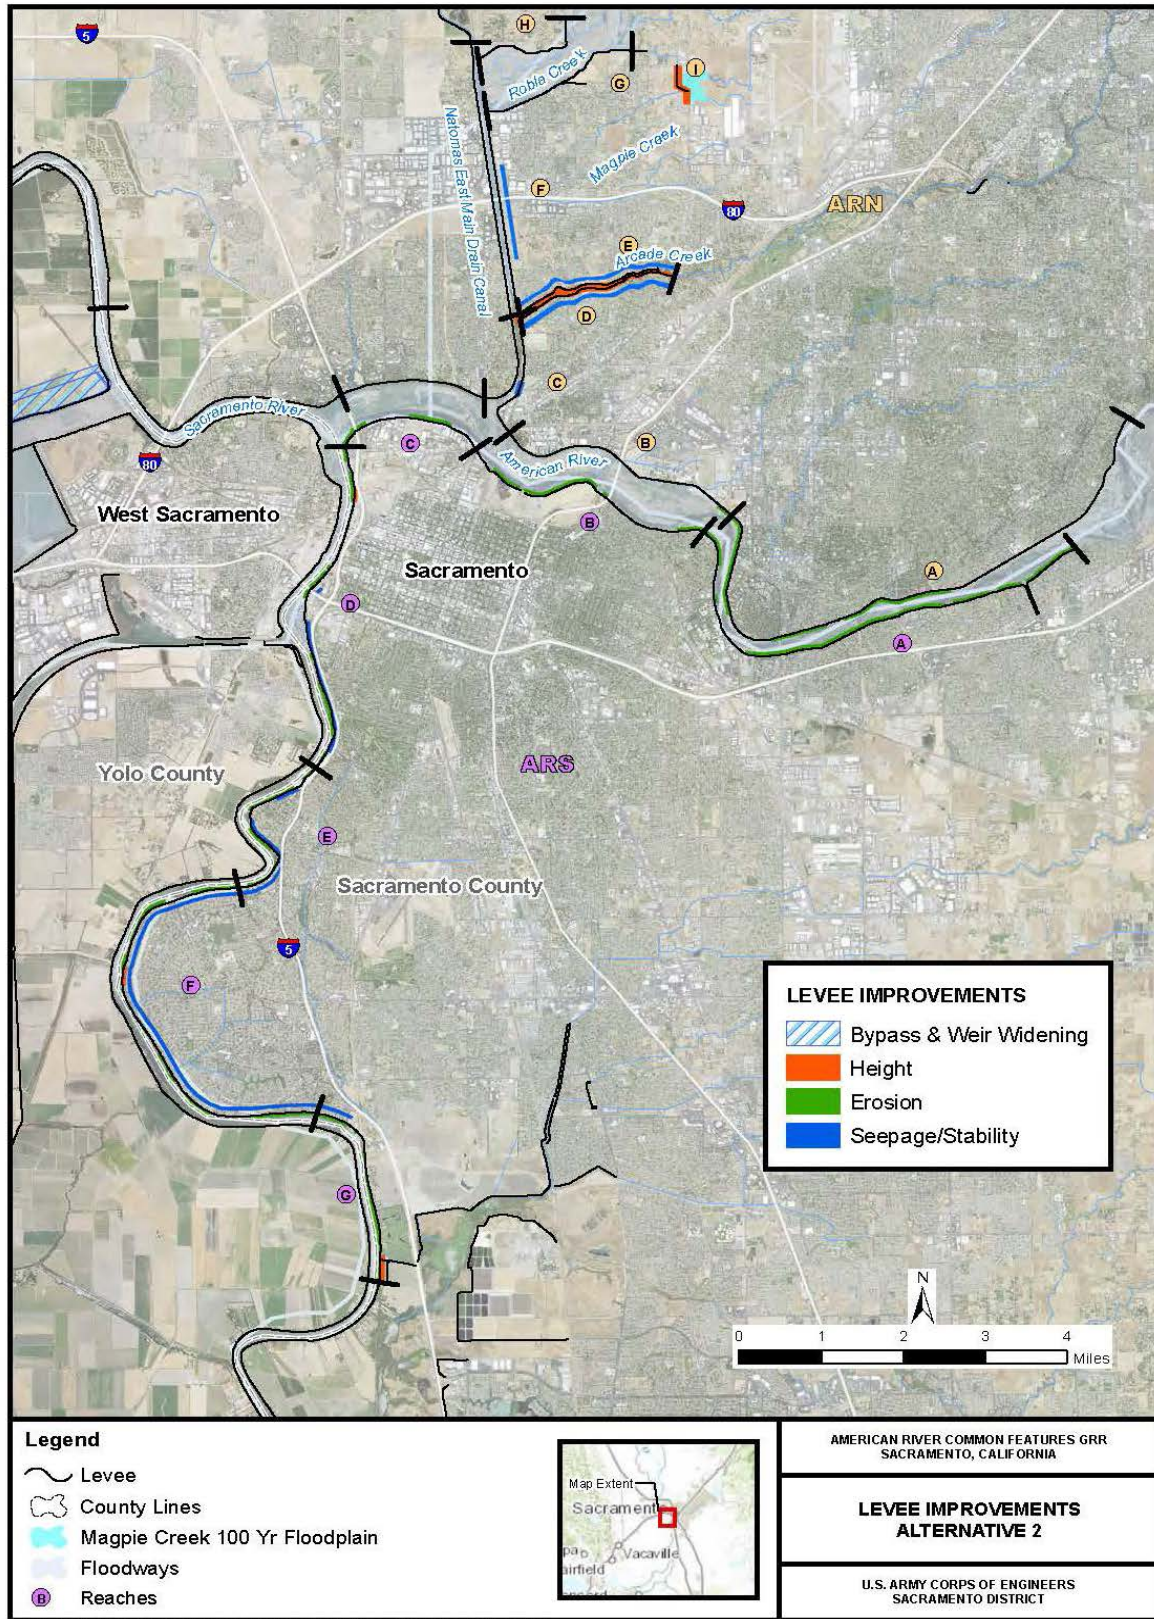 H
5
Roble Creek
G
I
Natomas East Main Drain Canal
Magpie Creek
F
80
ARN
E
Arcade Creek
D
C
Sacramento River
C
B
American River
80
West Sacramento
B
Sacramento
A
D
A
Yolo County
ARS
E
Sacramento County
5
F
G
LEVEE IMPROVEMENTS
Bypass & Weir Widening
Height
Erosion
Seepage/Stability
N
0 1 2 3 4
Miles
Legend
Levee
County Lines
Magpie Creek 100 Yr Floodplain
Floodways
B Reaches
Map Extent
Sacrament
Vacaville
airfield
AMERICAN RIVER COMMON FEATURES GRR
SACRAMENTO, CALIFORNIA
LEVEE IMPROVEMENTS
ALTERNATIVE 2
U.S. ARMY CORPS OF ENGINEERS
SACRAMENTO DISTRICT